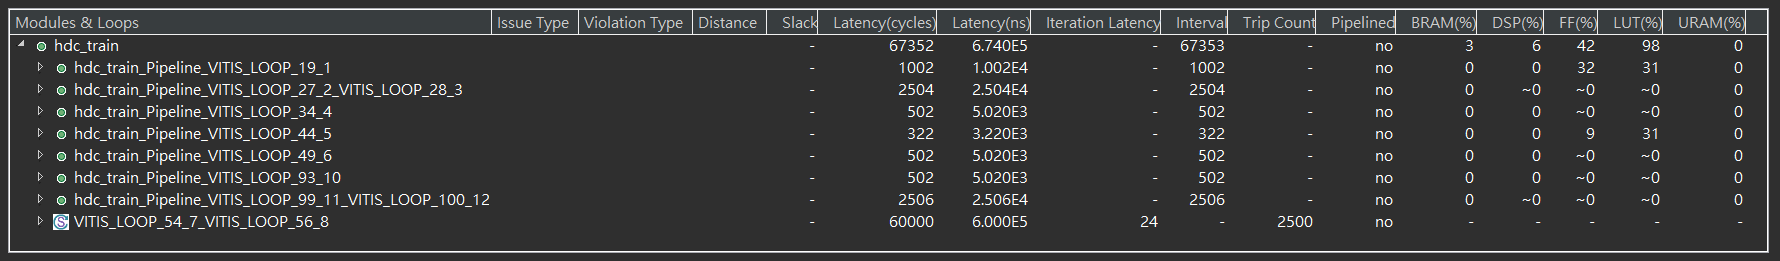 Modules & Loops Issue Type Violation Type Distance Slack Latency(cycles) Latency(ns) Iteration Latency Interval Trip Count Pipelined BRAM(%) DSP(%) FF(%) LUT(%) URAM(%)
hdc_train - 67352 6.740E5 - 67353 - no 3 6 42 98 0
hdc_train_Pipeline_VITIS_LOOP_19_1 - 1002 1.002E4 - 1002 - no 0 0 32 31 0
hdc_train_Pipeline_VITIS_LOOP_27_2_VITIS_LOOP_28_3 - 2504 2.504E4 - 2504 - no 0 ~0 ~0 ~0 0
hdc_train_Pipeline_VITIS_LOOP_34_4 - 502 5.020E3 - 502 - no 0 0 ~0 ~0 0
hdc_train_Pipeline_VITIS_LOOP_44_5 - 322 3.220E3 - 322 - no 0 0 9 31 0
hdc_train_Pipeline_VITIS_LOOP_49_6 - 502 5.020E3 - 502 - no 0 0 ~0 ~0 0
hdc_train_Pipeline_VITIS_LOOP_93_10 - 502 5.020E3 - 502 - no 0 0 ~0 ~0 0
hdc_train_Pipeline_VITIS_LOOP_99_11_VITIS_LOOP_100_12 - 2506 2.506E4 - 2506 - no 0 ~0 ~0 ~0 0
VITIS_LOOP_54_7_VITIS_LOOP_56_8 - 60000 6.000E5 24 - 2500 no - - - - -